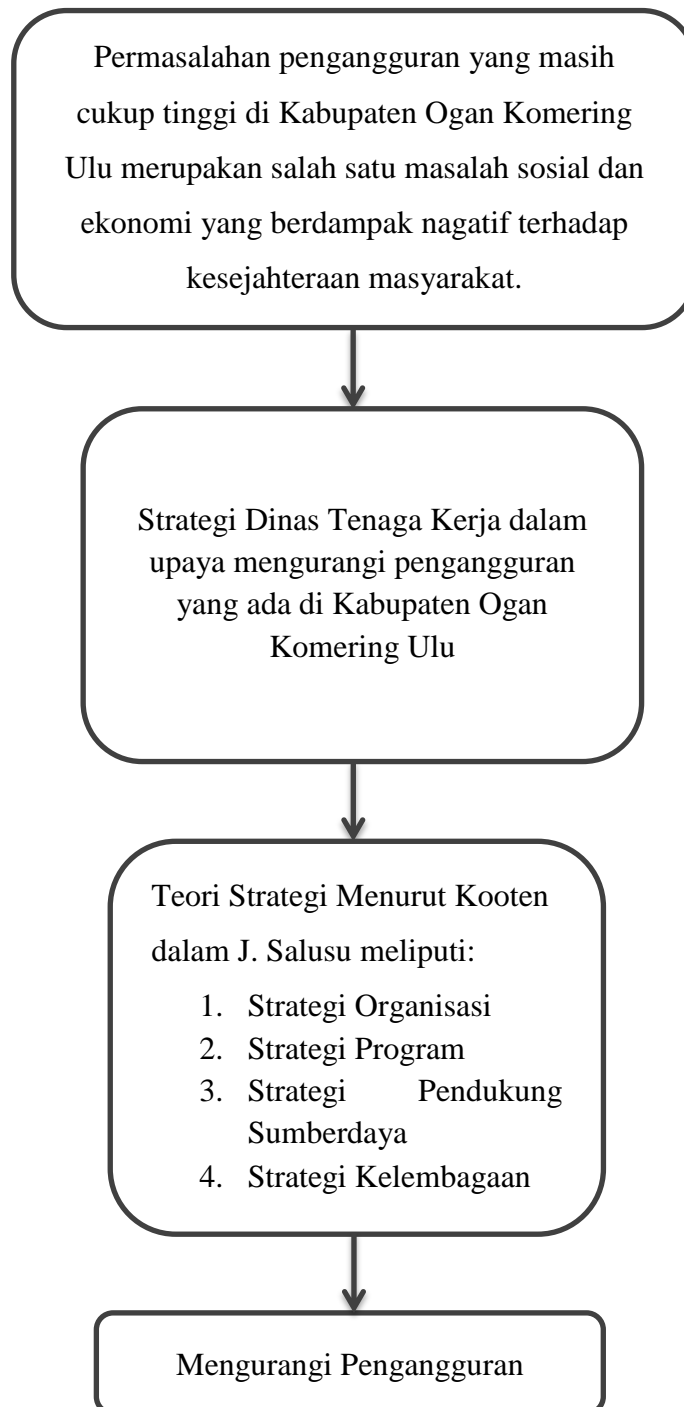 Permasalahan pengangguran yang masih
cukup tinggi di Kabupaten Ogan Komering
Ulu merupakan salah satu masalah sosial dan
ekonomi yang berdampak nagatif terhadap
kesejahteraan masyarakat.
Strategi Dinas Tenaga Kerja dalam
upaya mengurangi pengangguran
yang ada di Kabupaten Ogan
Komering Ulu
Teori Strategi Menurut Kooten
dalam J. Salusu meliputi:
1. Strategi Organisasi
2. Strategi Program
3. Strategi Pendukung
Sumberdaya
4. Strategi Kelembagaan
Mengurangi Pengangguran